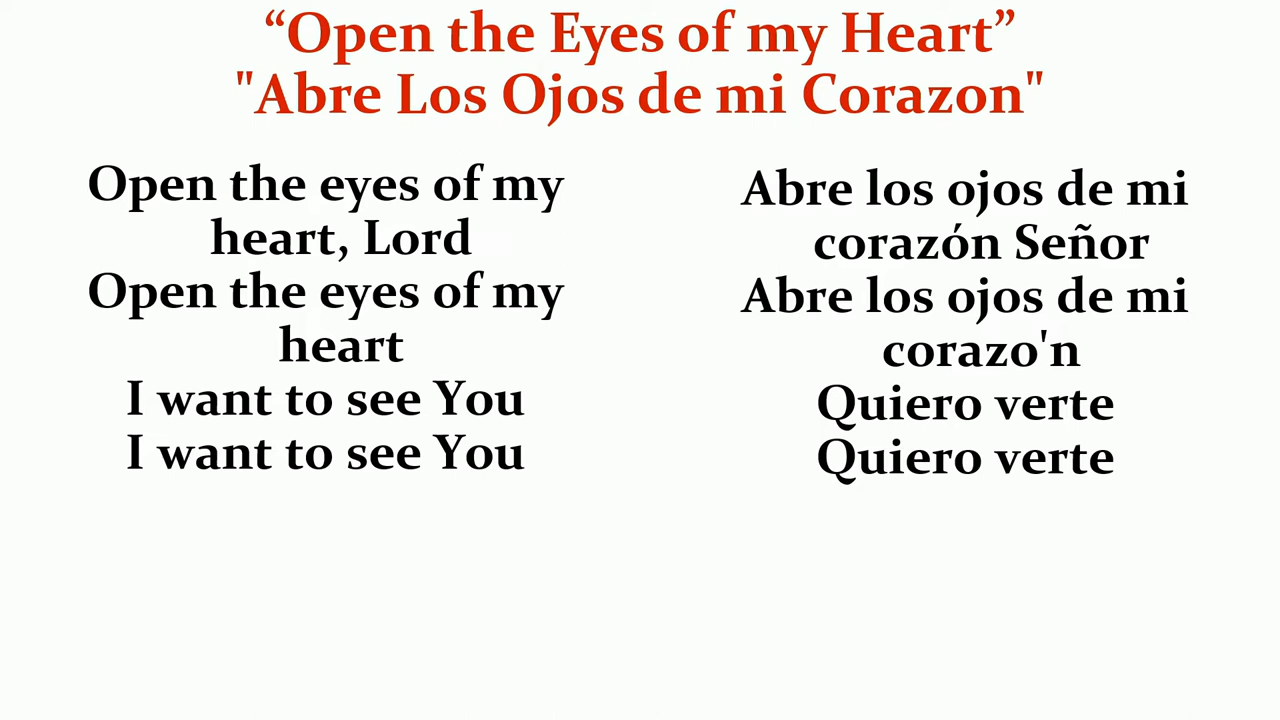 “Open the Eyes of my Heart”
"Abre Los Ojos de mi Corazon"
Open the eyes of my
heart, Lord
Open the eyes of my
heart
I want to see You
I want to see You
Abre los ojos de mi
corazón Señor
Abre los ojos de mi
corazo'n
Quiero verte
Quiero verte